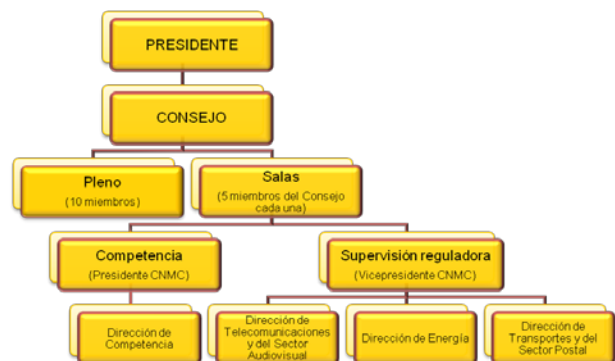 PRESIDENTE
CONSEJO
Pleno
(10 miembros)
Salas
(5 miembros del Consejo
cada una)
Competencia
(Presidente CNMC)
Supervisión reguladora
(Vicepresidente CNMC)
Dirección de
Competencia
Dirección de
Telecomunicaciones
y del Sector
Audiovisual
Dirección de Energía
Dirección de
Transportes y del
Sector Postal